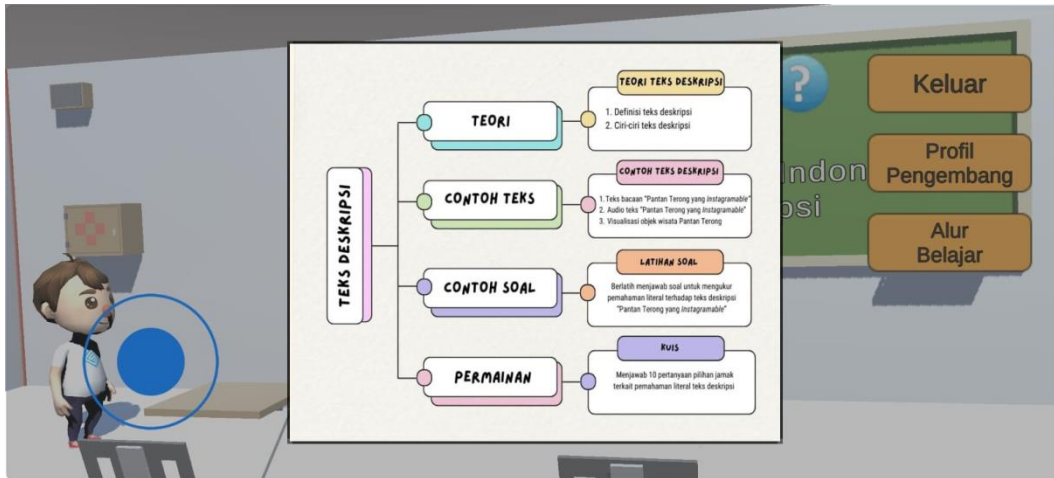 TEKS DESKRIPSI
TEORI
TEORI TEKS DESKRIPSI
1. Definisi teks deskripsi
2. Ciri-ciri teks deskripsi
CONTOH TEKS
CONTOH TEKS DESKRIPSI
1. Teks bacaan "Pantan Terong yang Instagramable"
2. Audio teks "Pantan Terong yang Instagramable"
3. Visualisasi objek wisata Pantan Terong
CONTOH SOAL
LATIHAN SOAL
Berlatih menjawab soal untuk mengukur
pemahaman literal terhadap teks deskripsi
"Pantan Terong yang Instagramable"
PERMAINAN
KUIS
Menjawab 10 pertanyaan pilihan jamak
terkait pemahaman literal teks deskripsi
?
Indon
psi
Keluar
Profil
Pengembang
Alur
Belajar